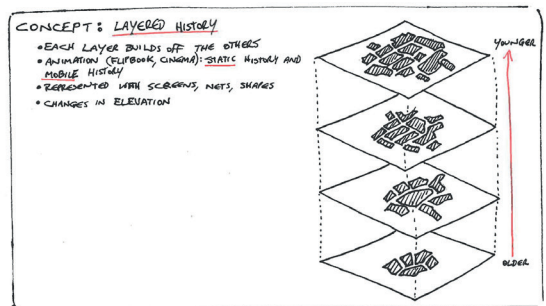 CONCEPT: LAYERED HISTORY
• EACH LAYER BUILDS OFF THE OTHERS
• ANIMATION (FLIPBOOK, CINEMA): STATIC HISTORY AND
MOBILE HISTORY
• REPRESENTED WITH SCREENS, NETS, SHAPES
• CHANGES IN ELEVATION
YOUNGER
OLDER